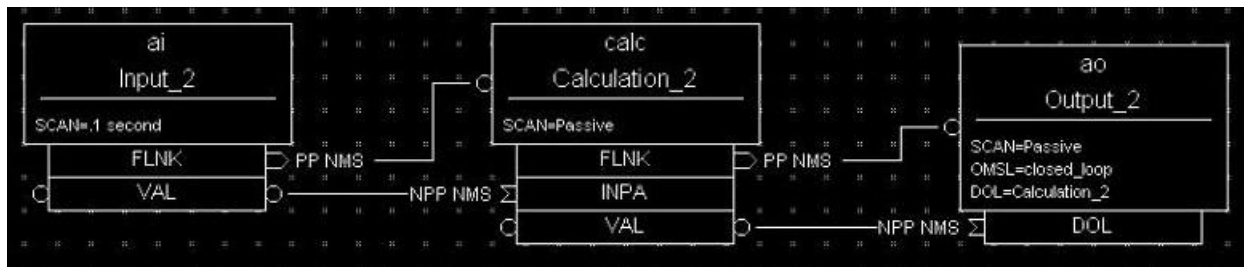 ai
Input_2
SCAN=.1 second
FLNK
PP NMS
VAL
NPP NMS
calc
Calculation_2
SCAN=Passive
FLNK
PP NMS
INPA
VAL
NPP NMS
ao
Output_2
SCAN=Passive
OMSL=closed_loop
DOL=Calculation_2
DOL